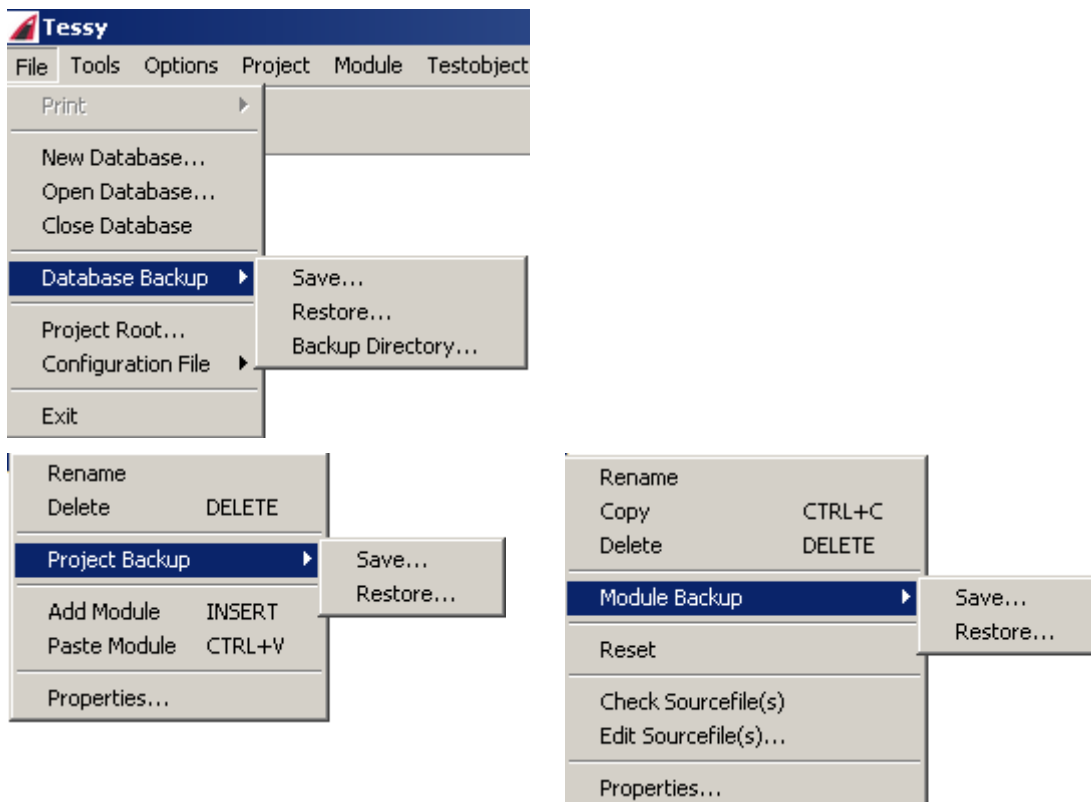 Tessy
File Tools Options Project Module Testobject
Print
New Database...
Open Database...
Close Database
Database Backup
Save...
Restore...
Backup Directory...
Project Root...
Configuration File
Exit
Rename
Delete DELETE
Project Backup
Save...
Restore...
Add Module INSERT
Paste Module CTRL+V
Properties...
Rename
Copy CTRL+C
Delete DELETE
Module Backup
Save...
Restore...
Reset
Check Sourcefile(s)
Edit Sourcefile(s)...
Properties...